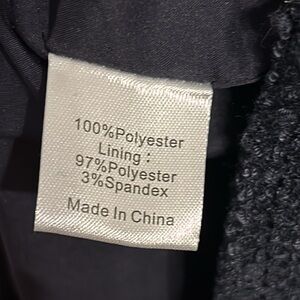 100%Polyester
Lining :
97%Polyester
3%Spandex
Made In China